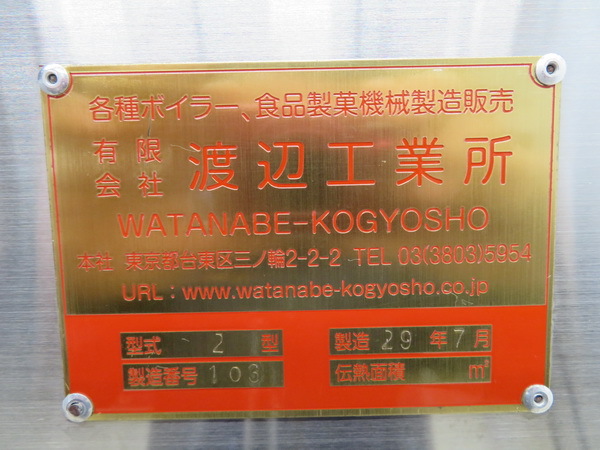 各種ボイラー、食品製菓機械製造販売
有限会社 渡辺工業所
WATANABE-KOGYOSHO
本社 東京都台東区三ノ輪2-2-2 TEL 03(3803)5954
URL：www.watanabe-kogyosho.co.jp
型式 2 型 製造 29 年 7 月
製造番号 103 伝熱面積 m²